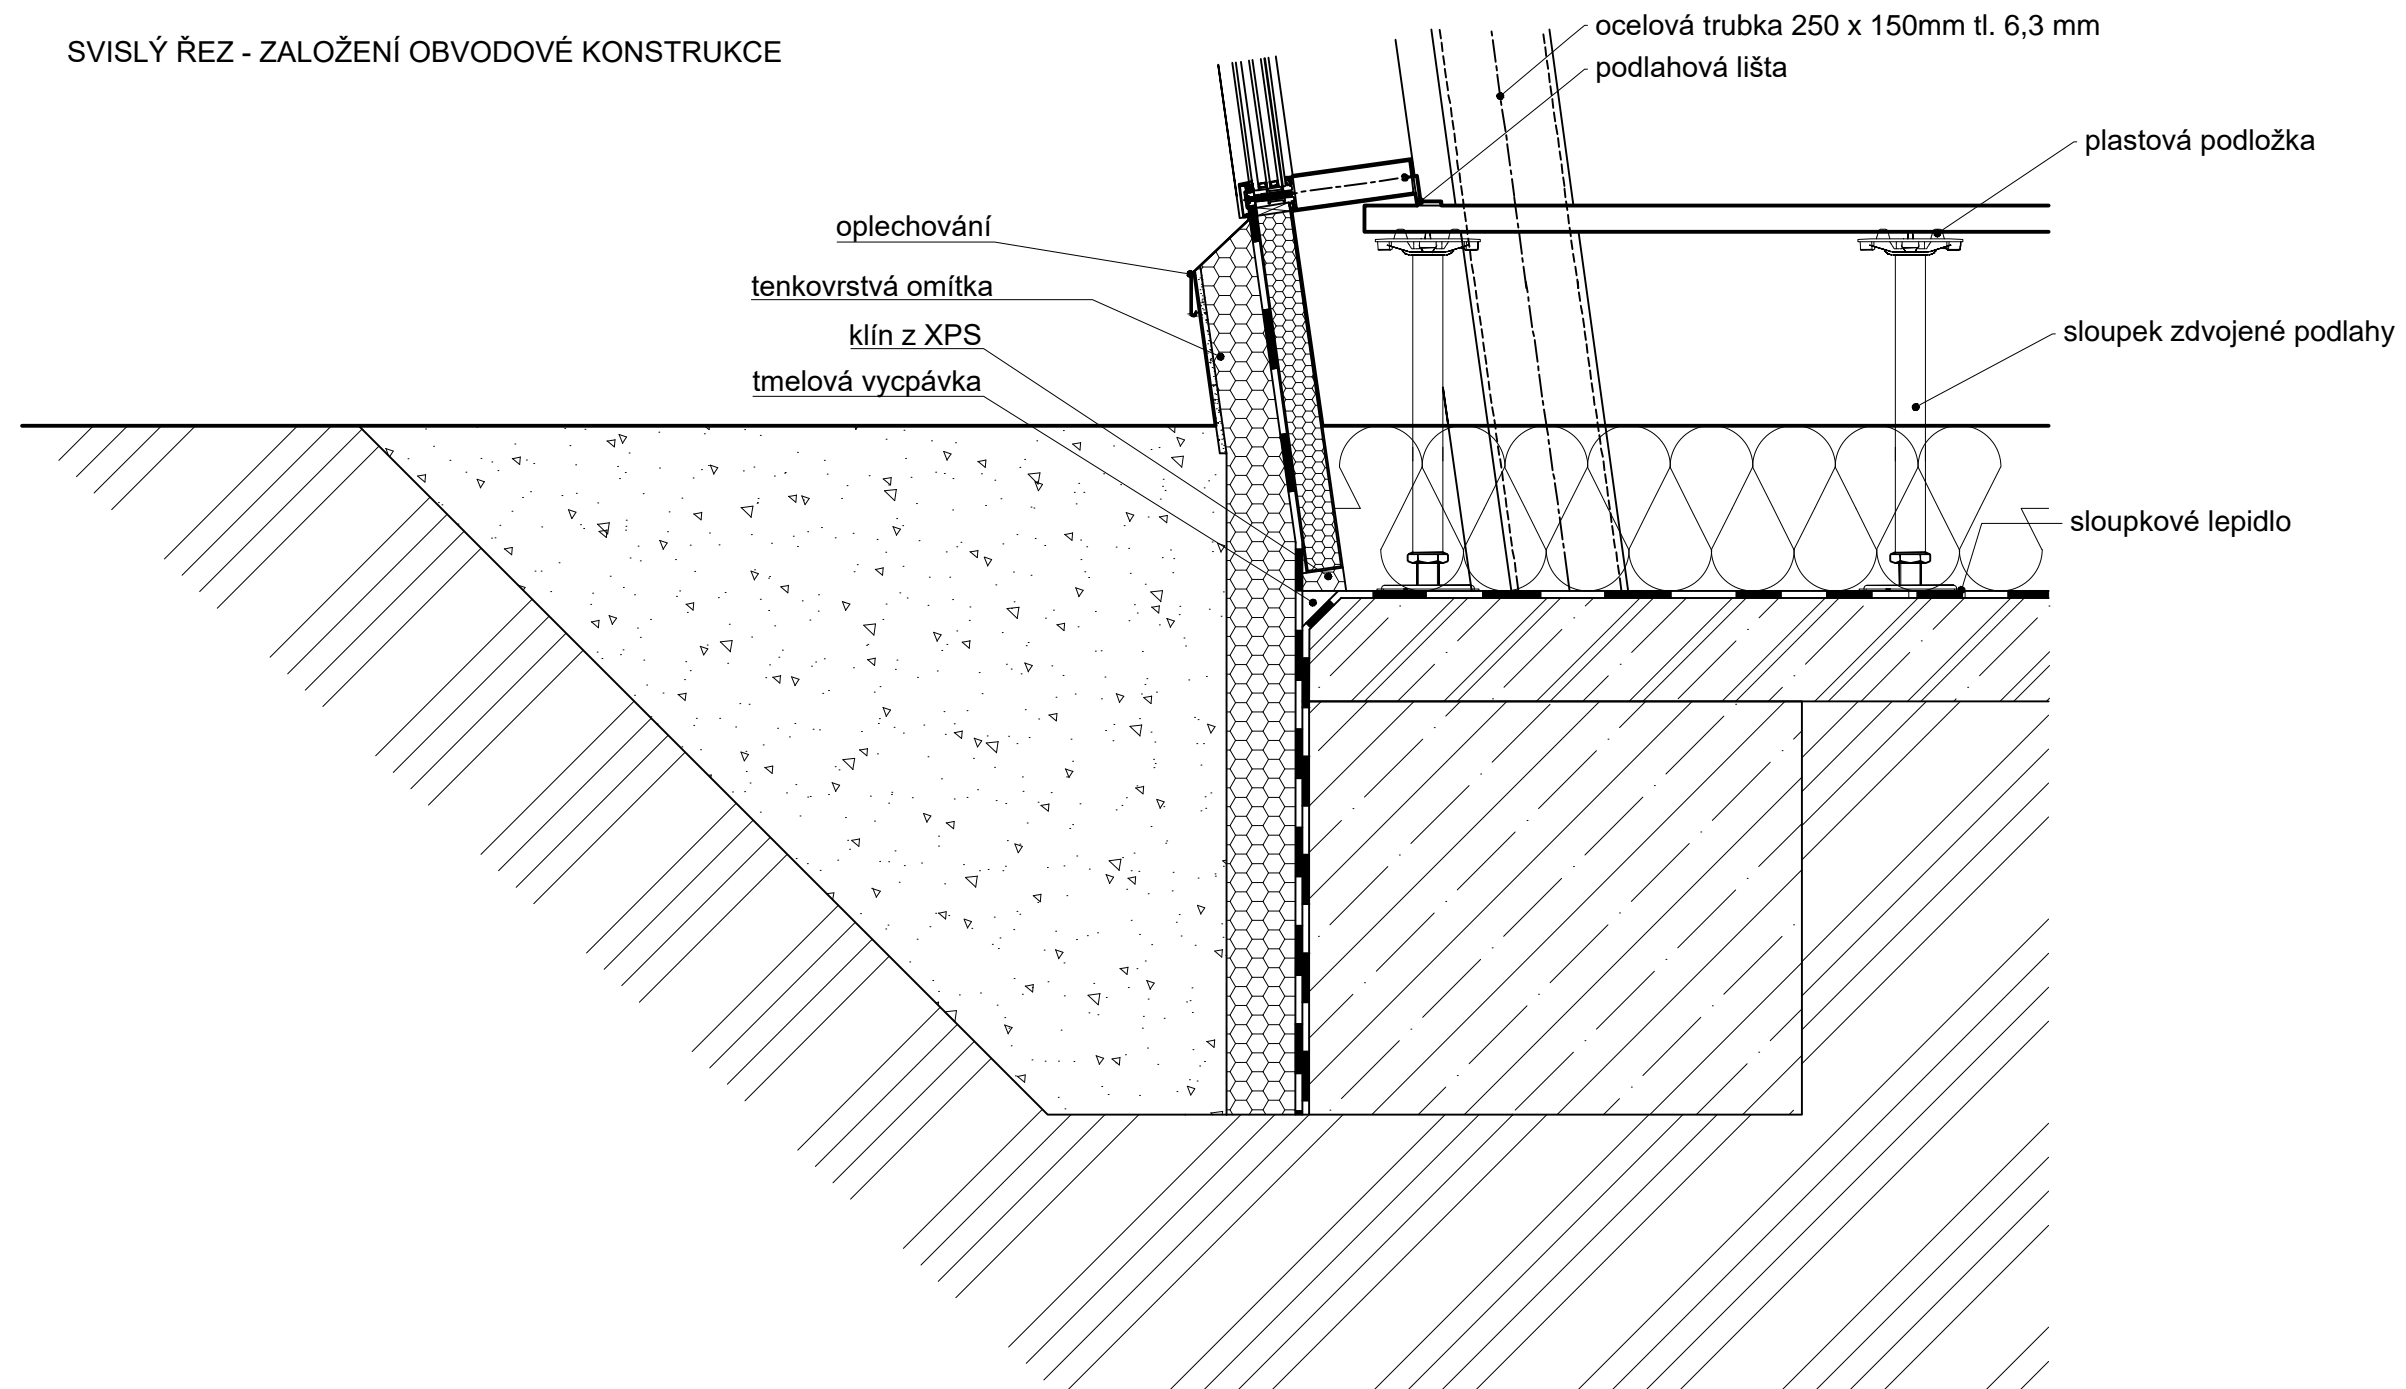 SVISLÝ ŘEZ - ZALOŽENÍ OBVODOVÉ KONSTRUKCE
ocelová trubka 250 x 150mm tl. 6,3 mm
podlahová lišta
plastová podložka
oplechování
tenkovrstvá omítka
klín z XPS
tmelová vycpávka
sloupek zdvojené podlahy
sloupkové lepidlo